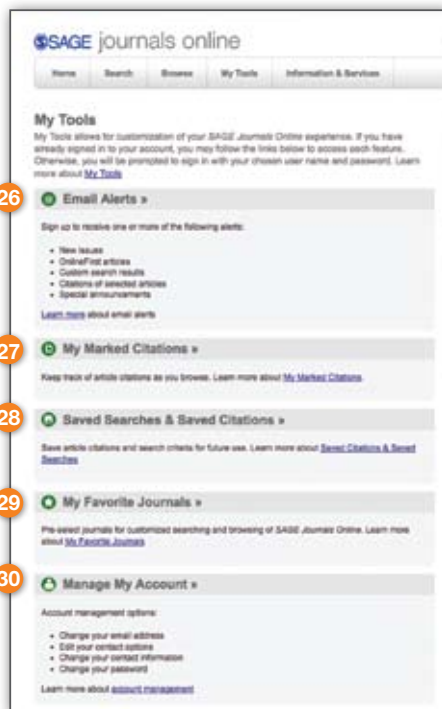 SAGE journals online
Home Search Browse My Tools Information & Services
My Tools
My Tools allows for customization of your SAGE Journals Online experience. If you have
already signed in to your account, you may follow the links below to access each feature.
Otherwise, you will be prompted to sign in with your chosen user name and password. Learn
more about My Tools
26 Email Alerts »
Sign up to receive one or more of the following alerts:
• New issues
• OnlineFirst articles
• Custom search results
• Citations of selected articles
• Special announcements
Learn more about email alerts
27 My Marked Citations »
Keep track of article citations as you browse. Learn more about My Marked Citations.
28 Saved Searches & Saved Citations »
Save article citations and search criteria for future use. Learn more about Saved Citations & Saved
Searches
29 My Favorite Journals »
Pre-select journals for customized searching and browsing of SAGE Journals Online. Learn more
about My Favorite Journals
30 Manage My Account »
Account management options:
• Change your email address
• Edit your contact options
• Change your contact information
• Change your password
Learn more about account management